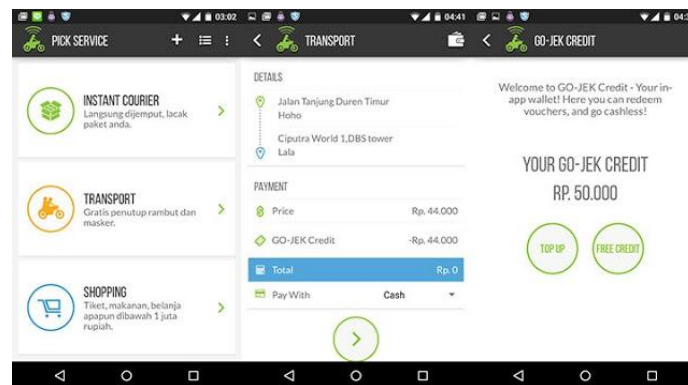 03:02
PICK SERVICE
INSTANT COURIER
Langsung dijemput, lacak
paket anda.
TRANSPORT
Gratis penutup rambut dan
masker.
SHOPPING
Tiket, makanan, belanja
apapun dibawah 1 juta
rupiah.
04:41
TRANSPORT
DETAILS
Jalan Tanjung Duren Timur
Hoho
Ciputra World 1,DBS tower
Lala
PAYMENT
Price Rp. 44.000
GO-JEK Credit -Rp. 44.000
Total Rp. 0
Pay With Cash
GO-JEK CREDIT
Welcome to GO-JEK Credit - Your in-
app wallet! Here you can redeem
vouchers, and go cashless!
YOUR GO-JEK CREDIT
RP. 50.000
TOP UP
FREE CREDIT